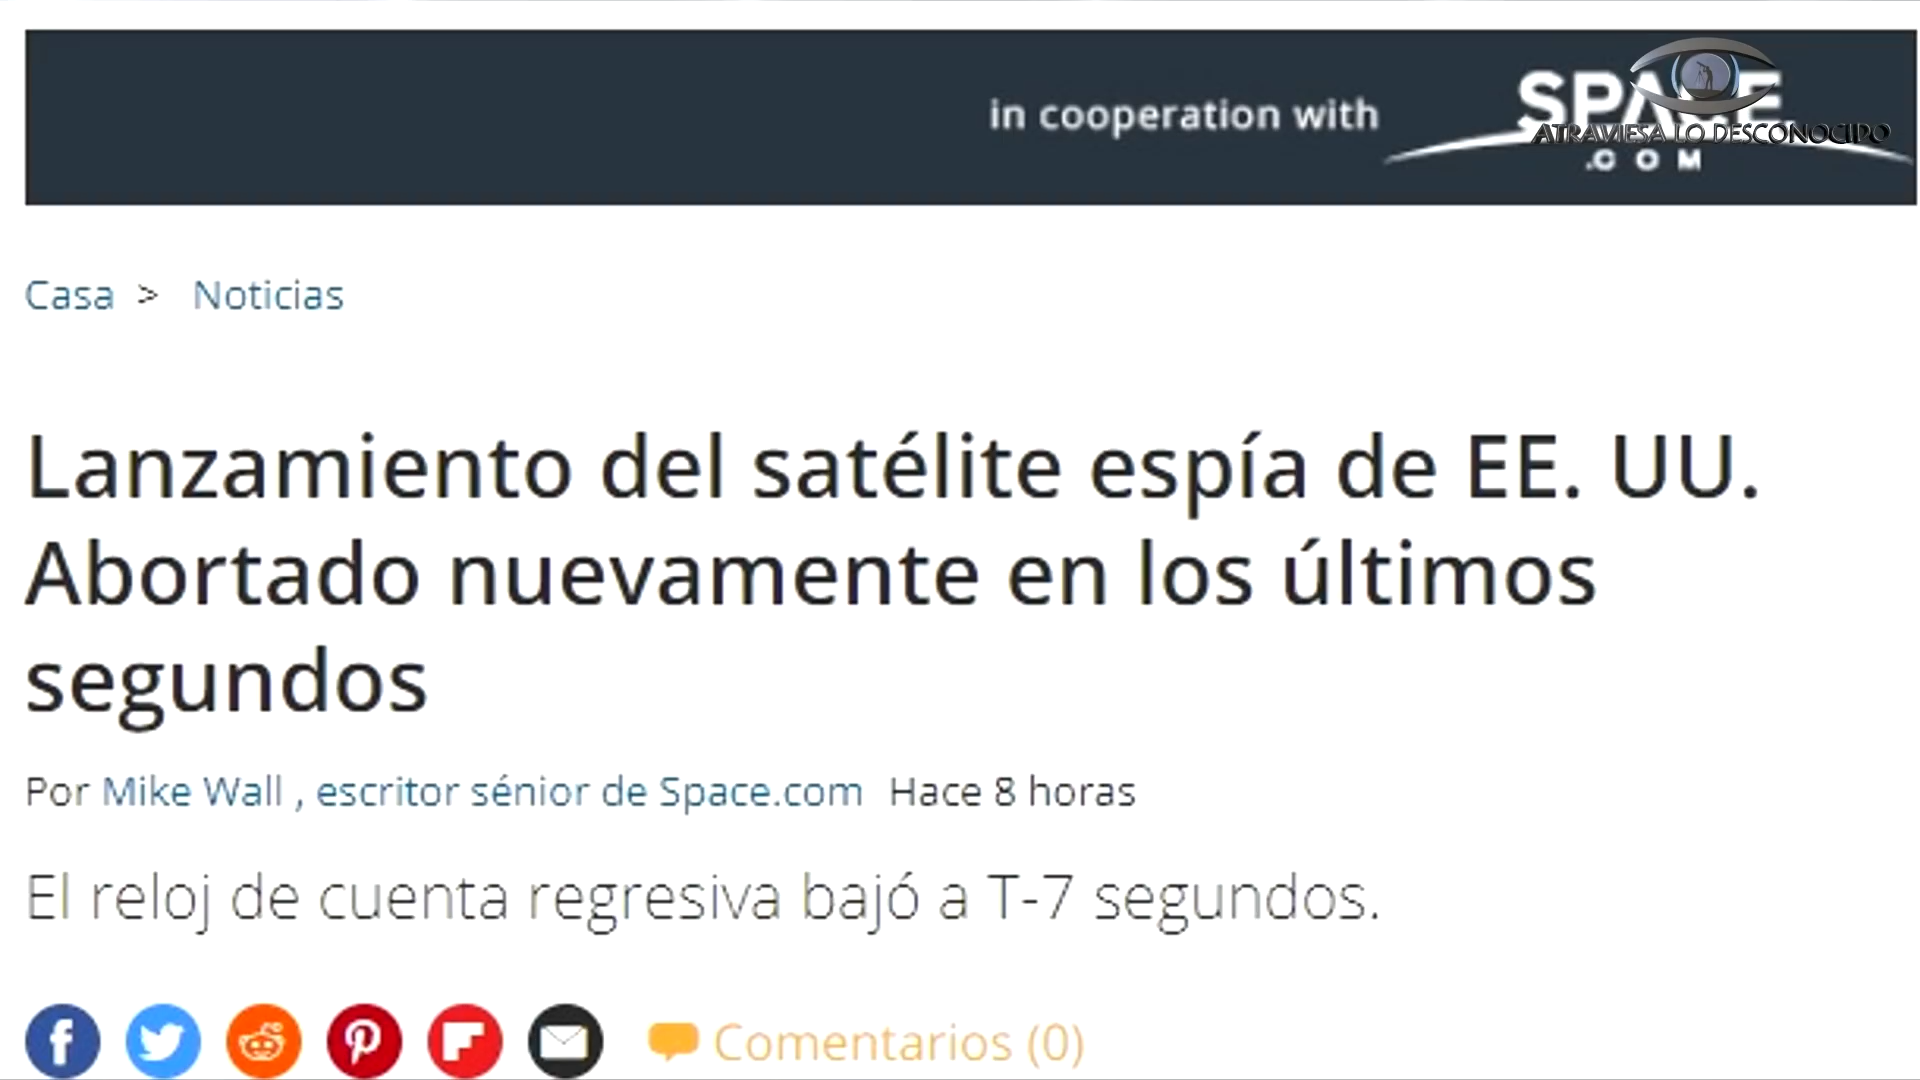 in cooperation with
SPACE
ATRAVIESA LO DESCONOCIDO
.COM
Casa > Noticias
Lanzamiento del satélite espía de EE. UU.
Abortado nuevamente en los últimos
segundos
Por Mike Wall , escritor sénior de Space.com Hace 8 horas
El reloj de cuenta regresiva bajó a T-7 segundos.
Comentarios (0)